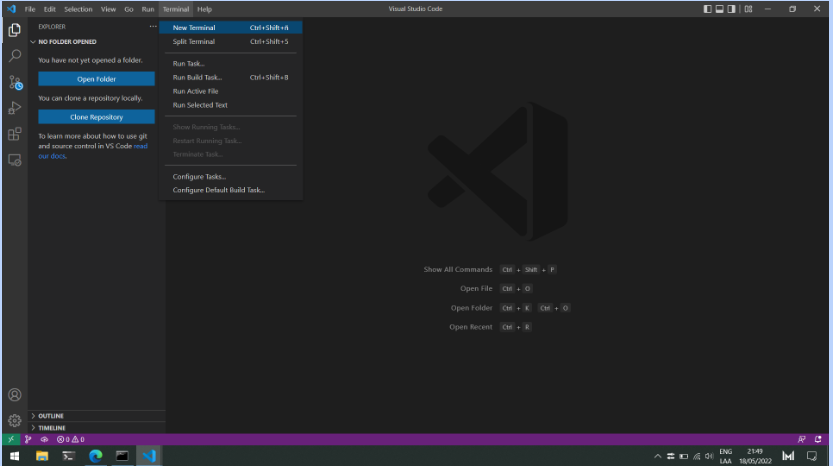 File Edit Selection View Go Run Terminal Help Visual Studio Code
EXPLORER ...
NO FOLDER OPENED
You have not yet opened a folder.
Open Folder
You can clone a repository locally.
Clone Repository
To learn more about how to use git
and source control in VS Code read
our docs.
New Terminal Ctrl+Shift+ñ
Split Terminal Ctrl+Shift+5
Run Task...
Run Build Task... Ctrl+Shift+B
Run Active File
Run Selected Text
Show Running Tasks...
Restart Running Task...
Terminate Task...
Configure Tasks...
Configure Default Build Task...
Show All Commands Ctrl + Shift + P
Open File Ctrl + O
Open Folder Ctrl + K Ctrl + O
Open Recent Ctrl + R
OUTLINE
TIMELINE
0 0
ENG 21:49
LAA 18/05/2022